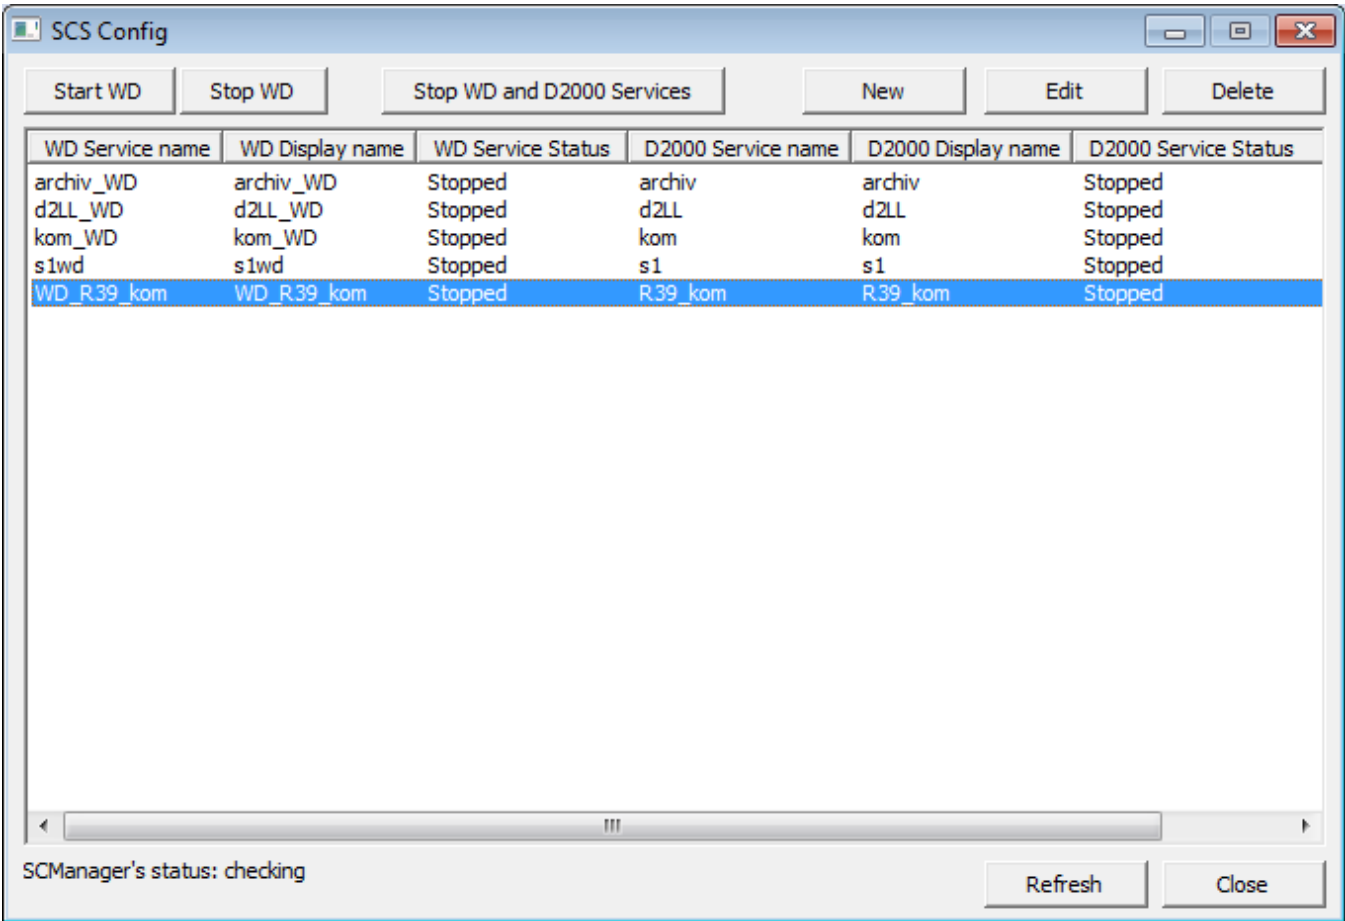 SCS Config
Start WD Stop WD Stop WD and D2000 Services New Edit Delete
WD Service name WD Display name WD Service Status D2000 Service name D2000 Display name D2000 Service Status
archiv_WD archiv_WD Stopped archiv archiv Stopped
d2LL_WD d2LL_WD Stopped d2LL d2LL Stopped
kom_WD kom_WD Stopped kom kom Stopped
s1wd s1wd Stopped s1 s1 Stopped
WD_R39_kom WD_R39_kom Stopped R39_kom R39_kom Stopped
SCManager's status: checking
Refresh Close